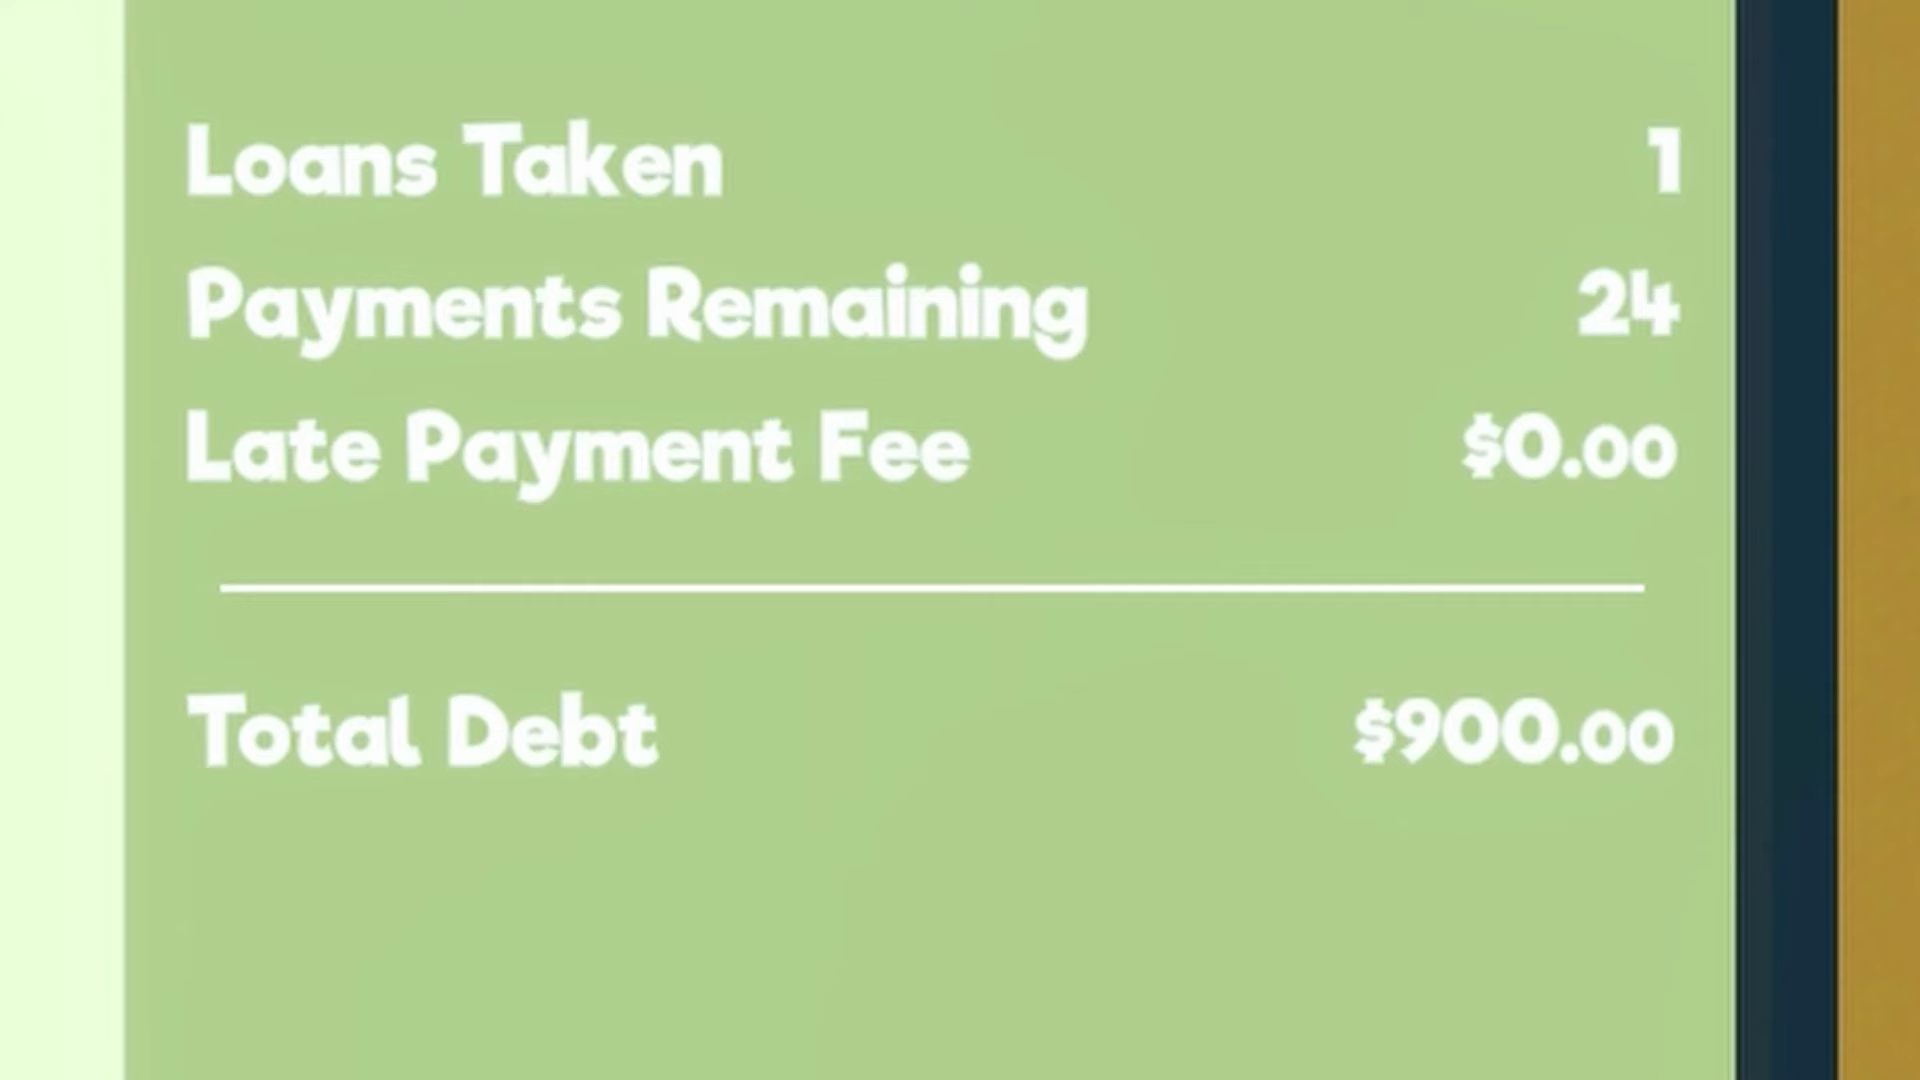 Loans Taken 1
Payments Remaining 24
Late Payment Fee $0.00
Total Debt $900.00